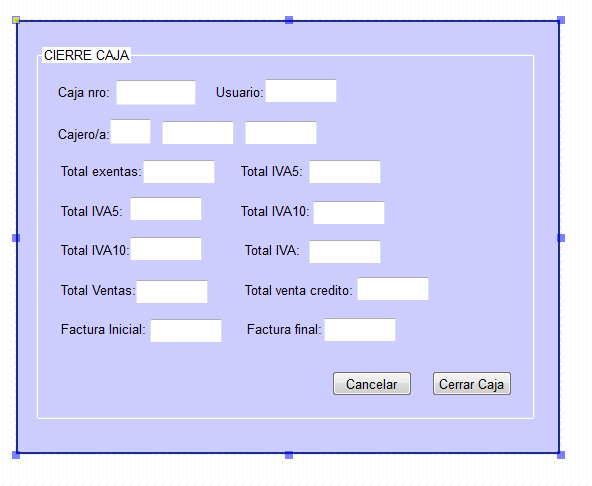 CIERRE CAJA
Caja nro: Usuario:
Cajero/a:
Total exentas: Total IVA5:
Total IVA5: Total IVA10:
Total IVA10: Total IVA:
Total Ventas: Total venta credito:
Factura Inicial: Factura final:
Cancelar Cerrar Caja